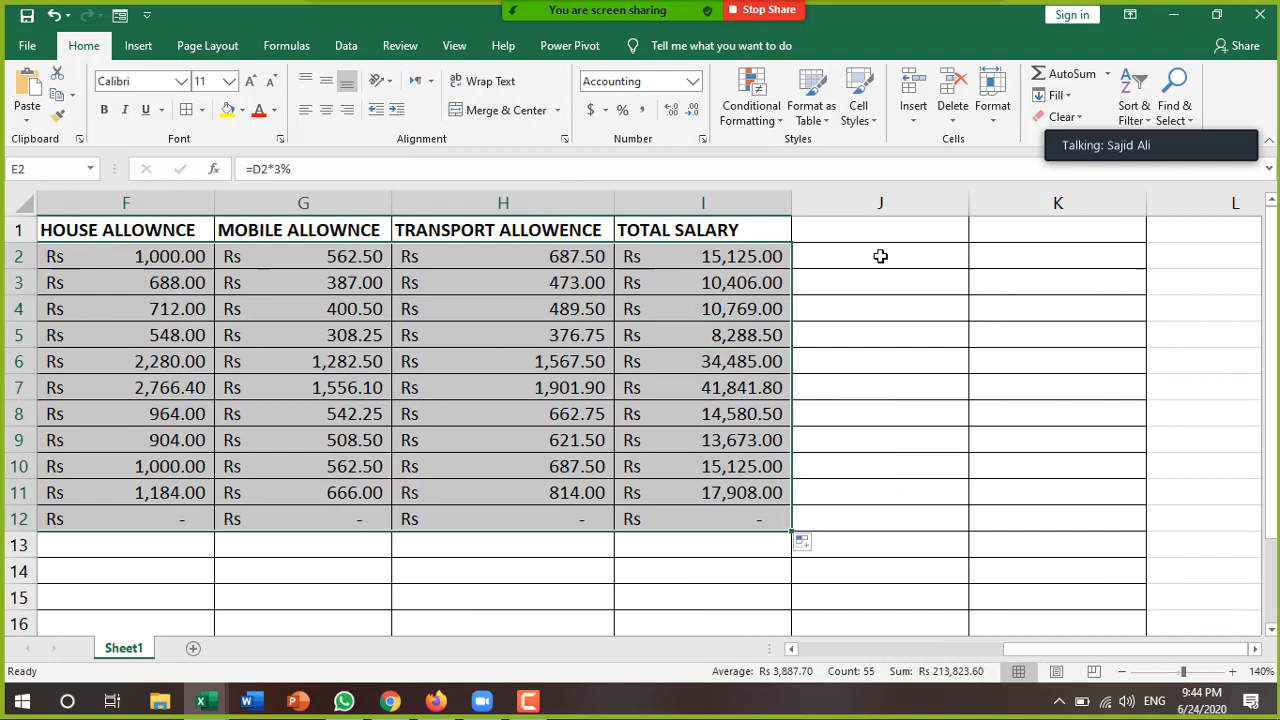 You are screen sharing
Stop Share
Sign in
File
Home
Insert
Page Layout
Formulas
Data
Review
View
Help
Power Pivot
Tell me what you want to do
Share
Paste
Calibri
11
Wrap Text
Merge & Center
Accounting
Conditional Formatting
Format as Table
Cell Styles
Insert
Delete
Format
AutoSum
Fill
Clear
Sort & Filter
Find & Select
Clipboard
Font
Alignment
Number
Styles
Cells
Talking: Sajid Ali
E2
fx
=D2*3%
F G H I J K L
1 HOUSE ALLOWNCE MOBILE ALLOWNCE TRANSPORT ALLOWENCE TOTAL SALARY
2 Rs 1,000.00 Rs 562.50 Rs 687.50 Rs 15,125.00
3 Rs 688.00 Rs 387.00 Rs 473.00 Rs 10,406.00
4 Rs 712.00 Rs 400.50 Rs 489.50 Rs 10,769.00
5 Rs 548.00 Rs 308.25 Rs 376.75 Rs 8,288.50
6 Rs 2,280.00 Rs 1,282.50 Rs 1,567.50 Rs 34,485.00
7 Rs 2,766.40 Rs 1,556.10 Rs 1,901.90 Rs 41,841.80
8 Rs 964.00 Rs 542.25 Rs 662.75 Rs 14,580.50
9 Rs 904.00 Rs 508.50 Rs 621.50 Rs 13,673.00
10 Rs 1,000.00 Rs 562.50 Rs 687.50 Rs 15,125.00
11 Rs 1,184.00 Rs 666.00 Rs 814.00 Rs 17,908.00
12 Rs - Rs - Rs - Rs -
13
14
15
16
Sheet1
Ready
Average: Rs 3,887.70 Count: 55 Sum: Rs 213,823.60
140%
ENG
9:44 PM
6/24/2020